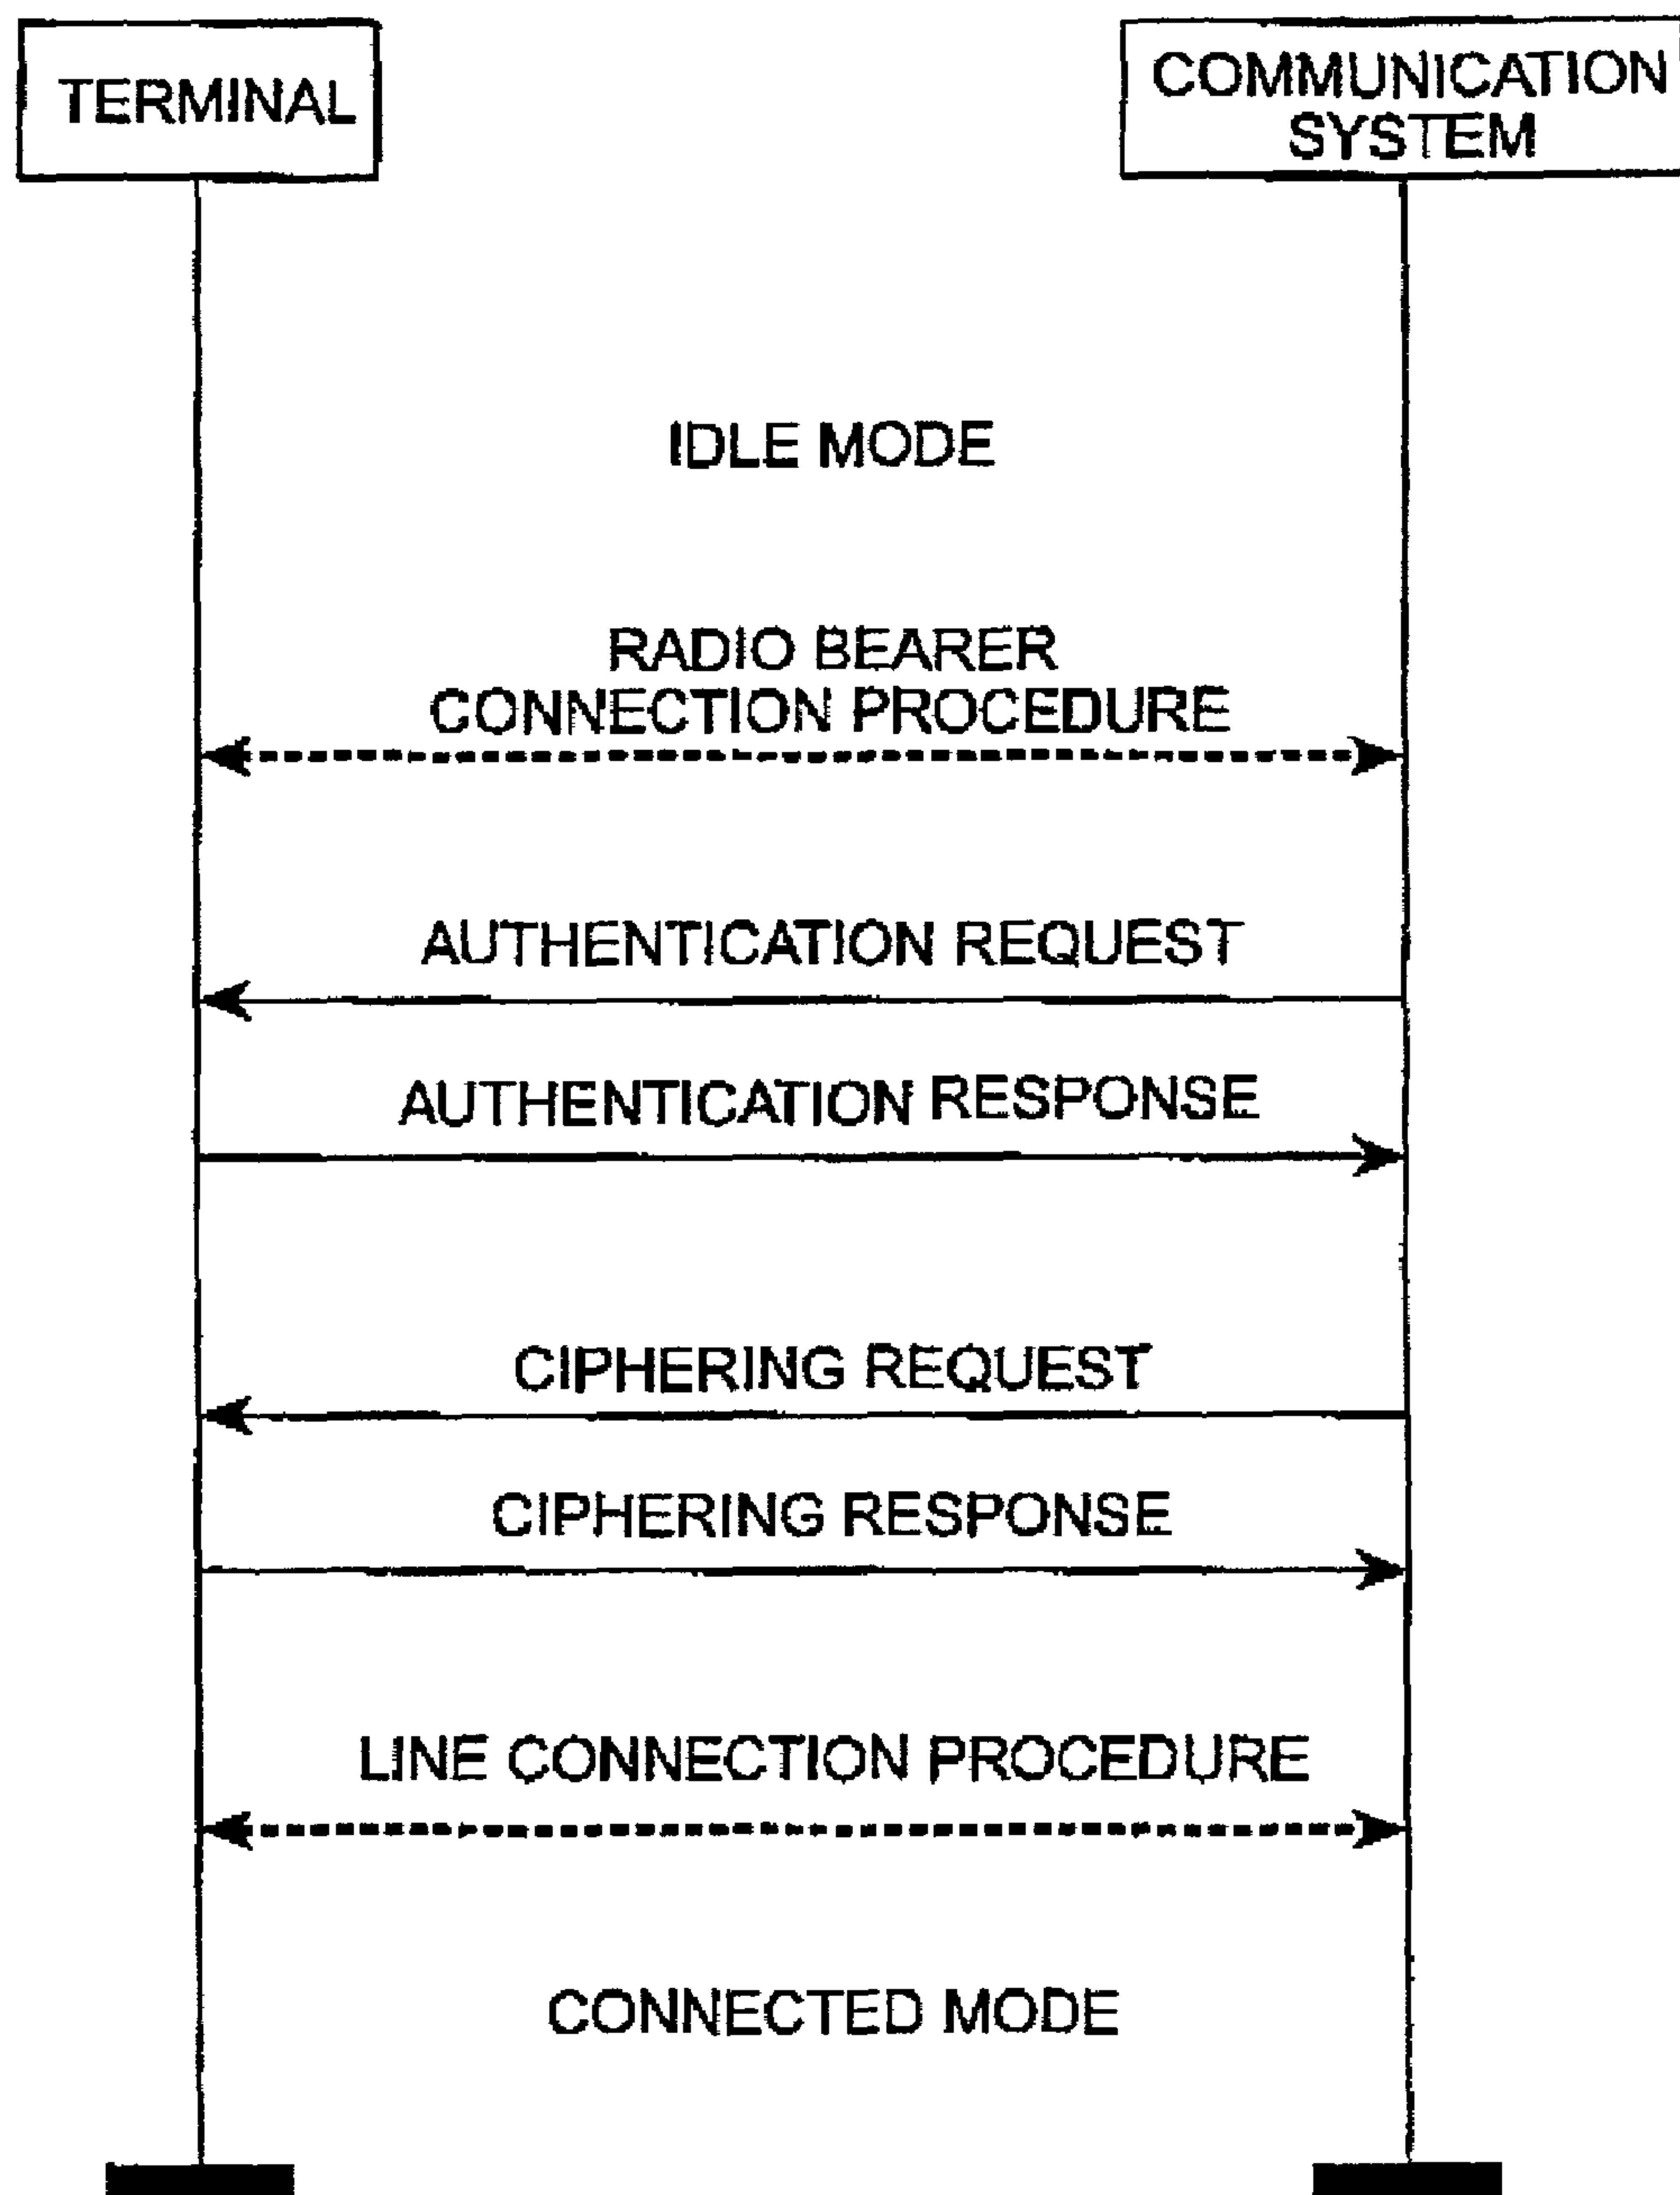 TERMINAL
COMMUNICATION
SYSTEM
IDLE MODE
RADIO BEARER
CONNECTION PROCEDURE
AUTHENTICATION REQUEST
AUTHENTICATION RESPONSE
CIPHERING REQUEST
CIPHERING RESPONSE
LINE CONNECTION PROCEDURE
CONNECTED MODE